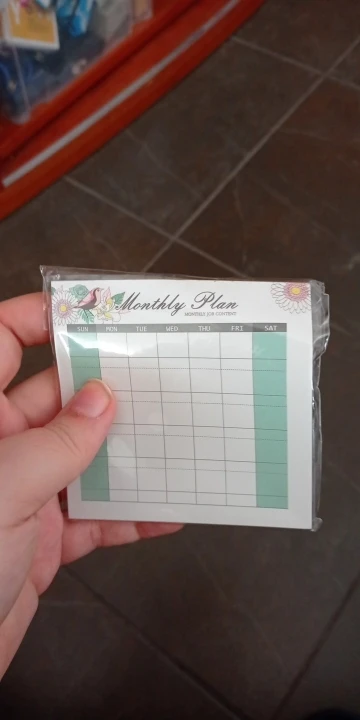 Monthly Plan
MONTHLY JOB CONTENT
SUN MON TUE WED THU FRI SAT